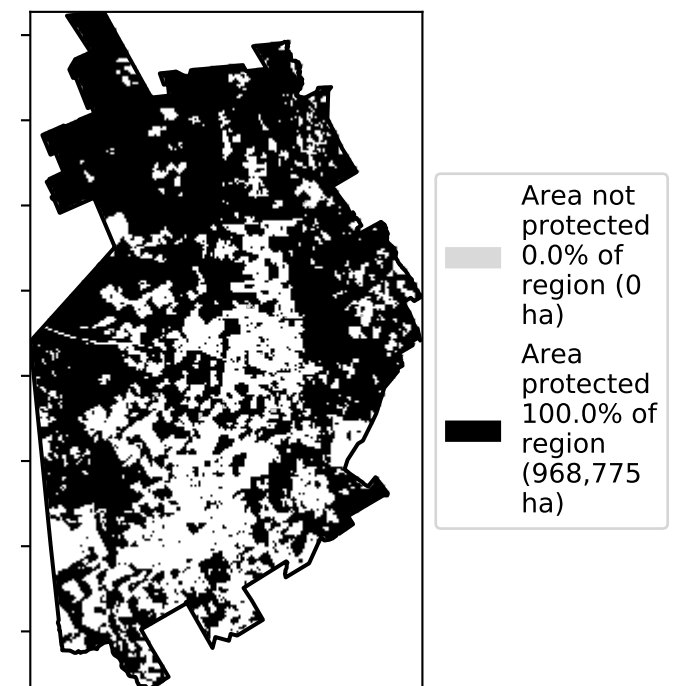 Area not
protected
0.0% of
region (0
ha)
Area
protected
100.0% of
region
(968,775
ha)